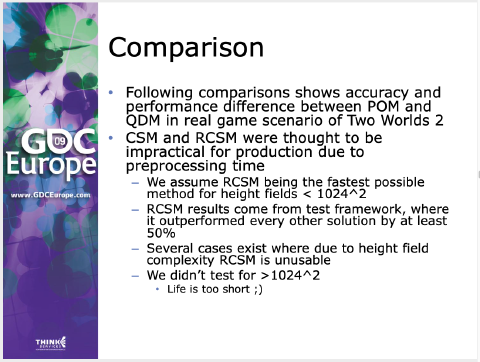 Comparison
• Following comparisons shows accuracy and
performance difference between POM and
QDM in real game scenario of Two Worlds 2
• CSM and RCSM were thought to be
impractical for production due to
preprocessing time
– We assume RCSM being the fastest possible
method for height fields < 1024^2
– RCSM results come from test framework, where
it outperformed every other solution by at least
50%
– Several cases exist where due to height field
complexity RCSM is unusable
– We didn't test for >1024^2
• Life is too short ;)
GDC
09
Europe
www.GDCEurope.com
THINK
SERVICES